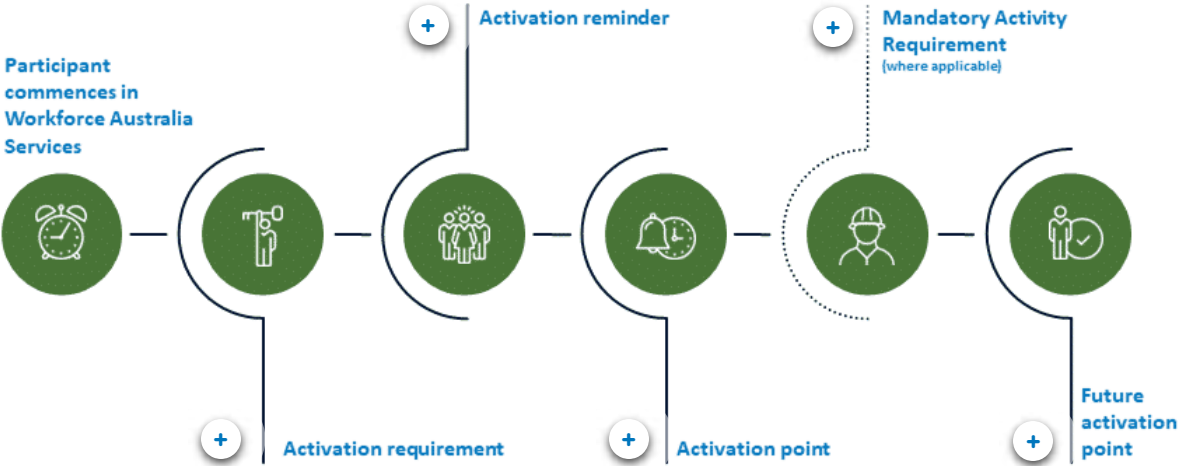 Participant
commences in
Workforce Australia
Services
+
Activation requirement
+
Activation reminder
+
Activation point
+
Mandatory Activity
Requirement
(where applicable)
+
Future
activation
point